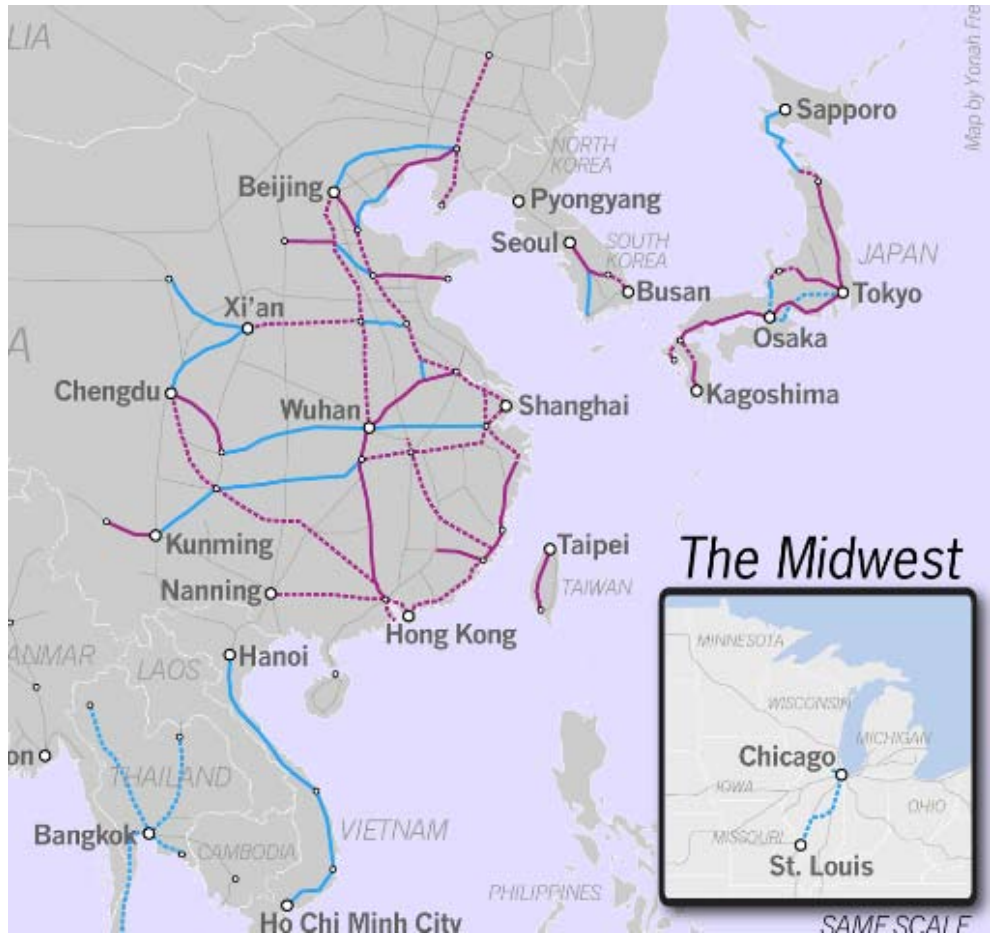 LIA
Map by Yonah Fre
Sapporo
NORTH
KOREA
Beijing
Pyongyang
Seoul
SOUTH
KOREA
JAPAN
Busan
Tokyo
Xi'an
Osaka
A
Chengdu
Wuhan
Shanghai
Kagoshima
Kunming
Taipei
TAIWAN
Nanning
Hong Kong
The Midwest
ANMAR
LAOS
Hanoi
MINNESOTA
WISCONSIN
MICHIGAN
Chicago
IOWA
OHIO
MISSOURI
St. Louis
on
THAILAND
Bangkok
CAMBODIA
VIETNAM
PHILIPPINES
Ho Chi Minh City
SAME SCALE